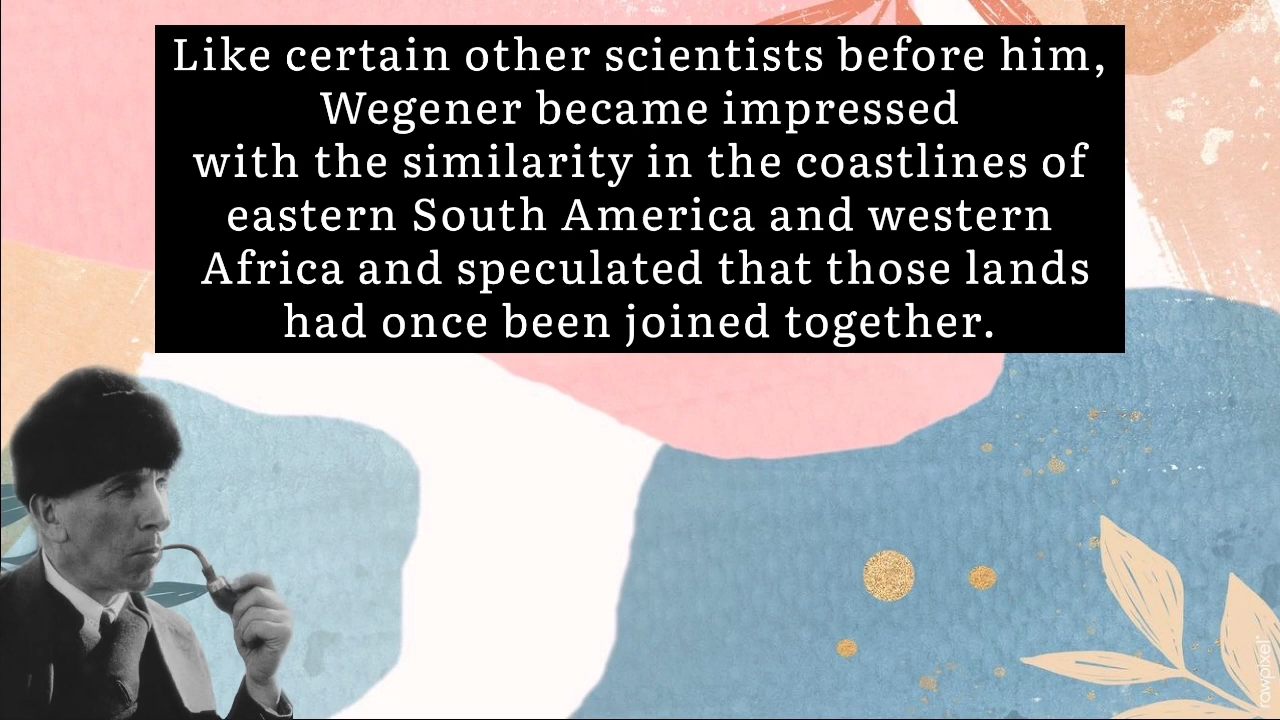 Like certain other scientists before him,
Wegener became impressed
with the similarity in the coastlines of
eastern South America and western
Africa and speculated that those lands
had once been joined together.
rawpixel